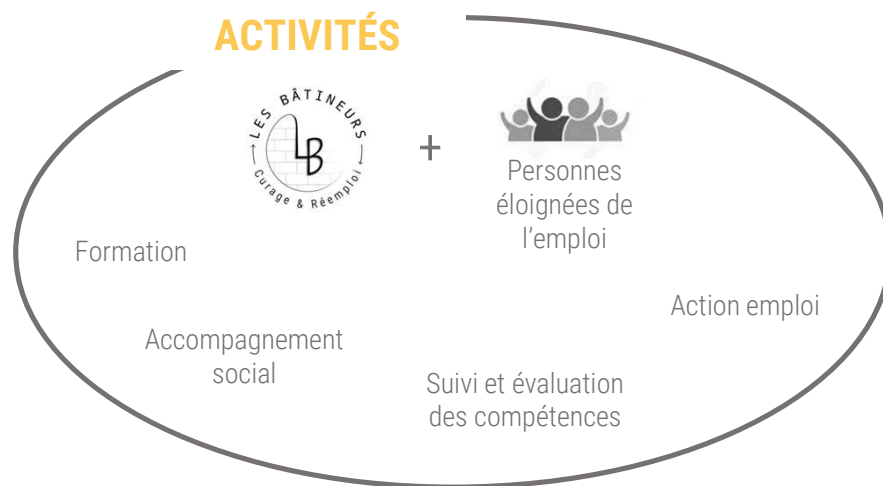 ACTIVITÉS
LES BÂTINEURS
LB
Curage & Réemploi
+
Personnes
éloignées de
l'emploi
Formation
Action emploi
Accompagnement
social
Suivi et évaluation
des compétences